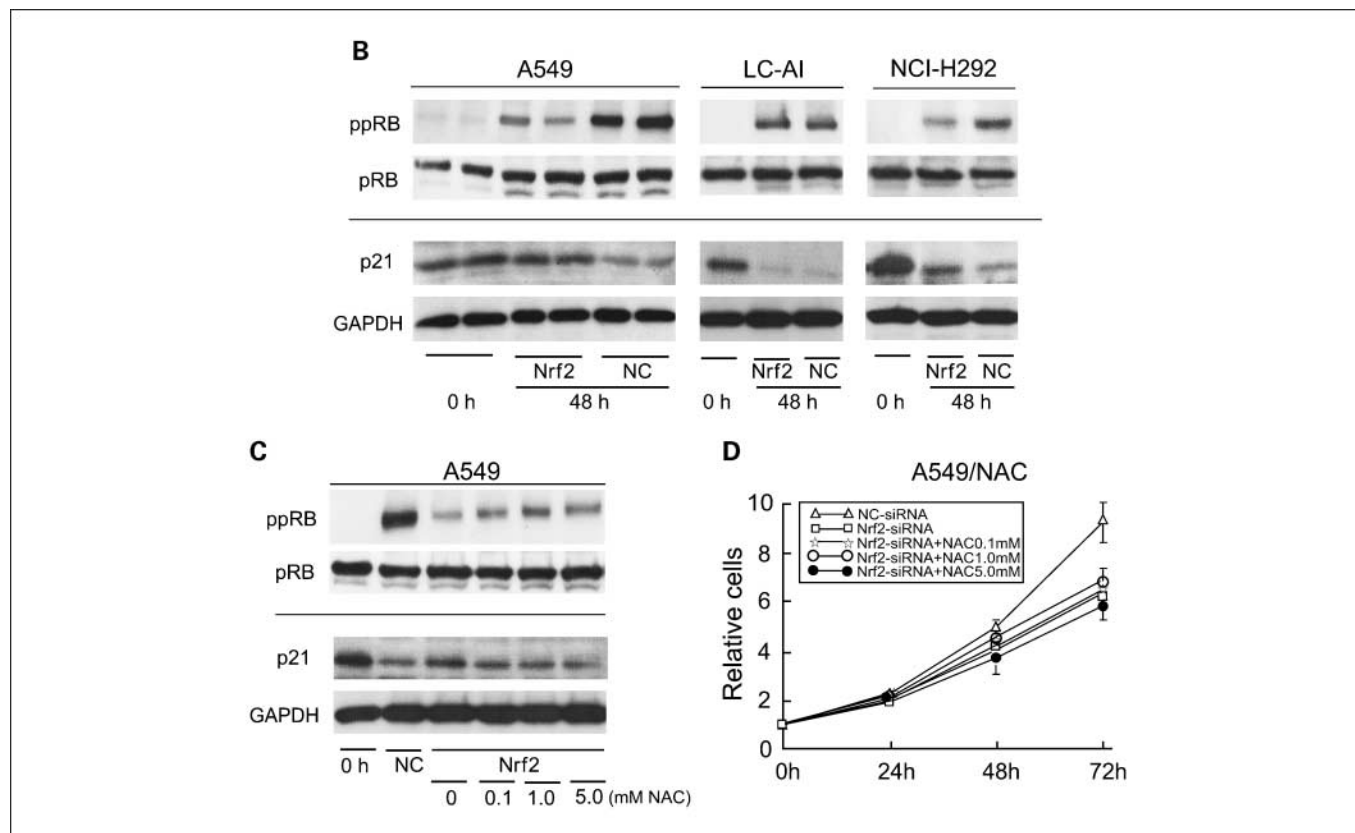 B
A549 LC-AI NCI-H292
ppRB
pRB
p21
GAPDH
Nrf2 NC Nrf2 NC Nrf2 NC
0 h 48 h 0 h 48 h 0 h 48 h
C
A549
ppRB
pRB
p21
GAPDH
0 h NC Nrf2
0 0.1 1.0 5.0 (mM NAC)
D
A549/NAC
NC-siRNA
Nrf2-siRNA
Nrf2-siRNA+NAC0.1mM
Nrf2-siRNA+NAC1.0mM
Nrf2-siRNA+NAC5.0mM
Relative cells
10
8
6
4
2
0
0h 24h 48h 72h